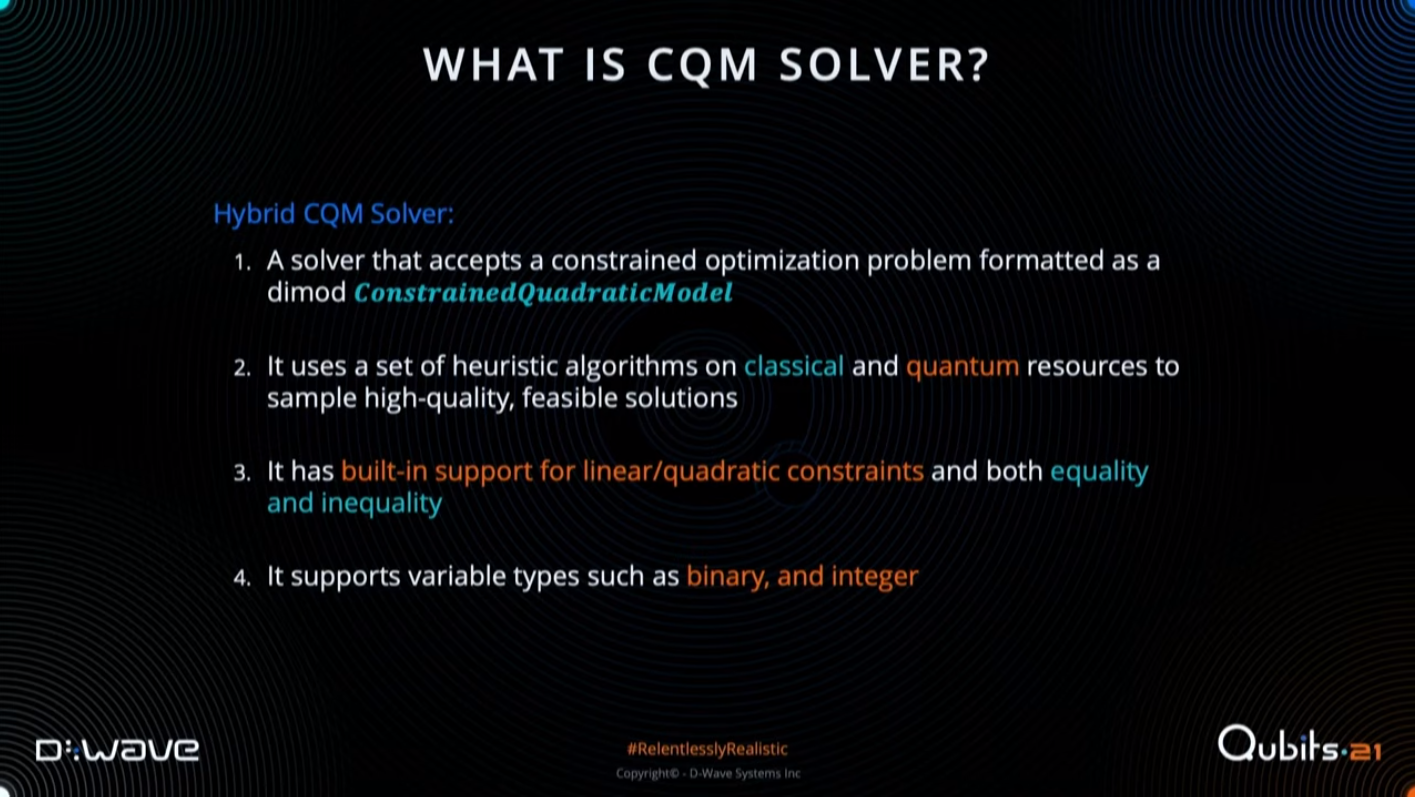 WHAT IS CQM SOLVER?
Hybrid CQM Solver:
1. A solver that accepts a constrained optimization problem formatted as a
dimod ConstrainedQuadraticModel
2. It uses a set of heuristic algorithms on classical and quantum resources to
sample high-quality, feasible solutions
3. It has built-in support for linear/quadratic constraints and both equality
and inequality
4. It supports variable types such as binary, and integer
D:WAVE
#RelentlesslyRealistic
Copyright© - D-Wave Systems Inc
Qubits·21